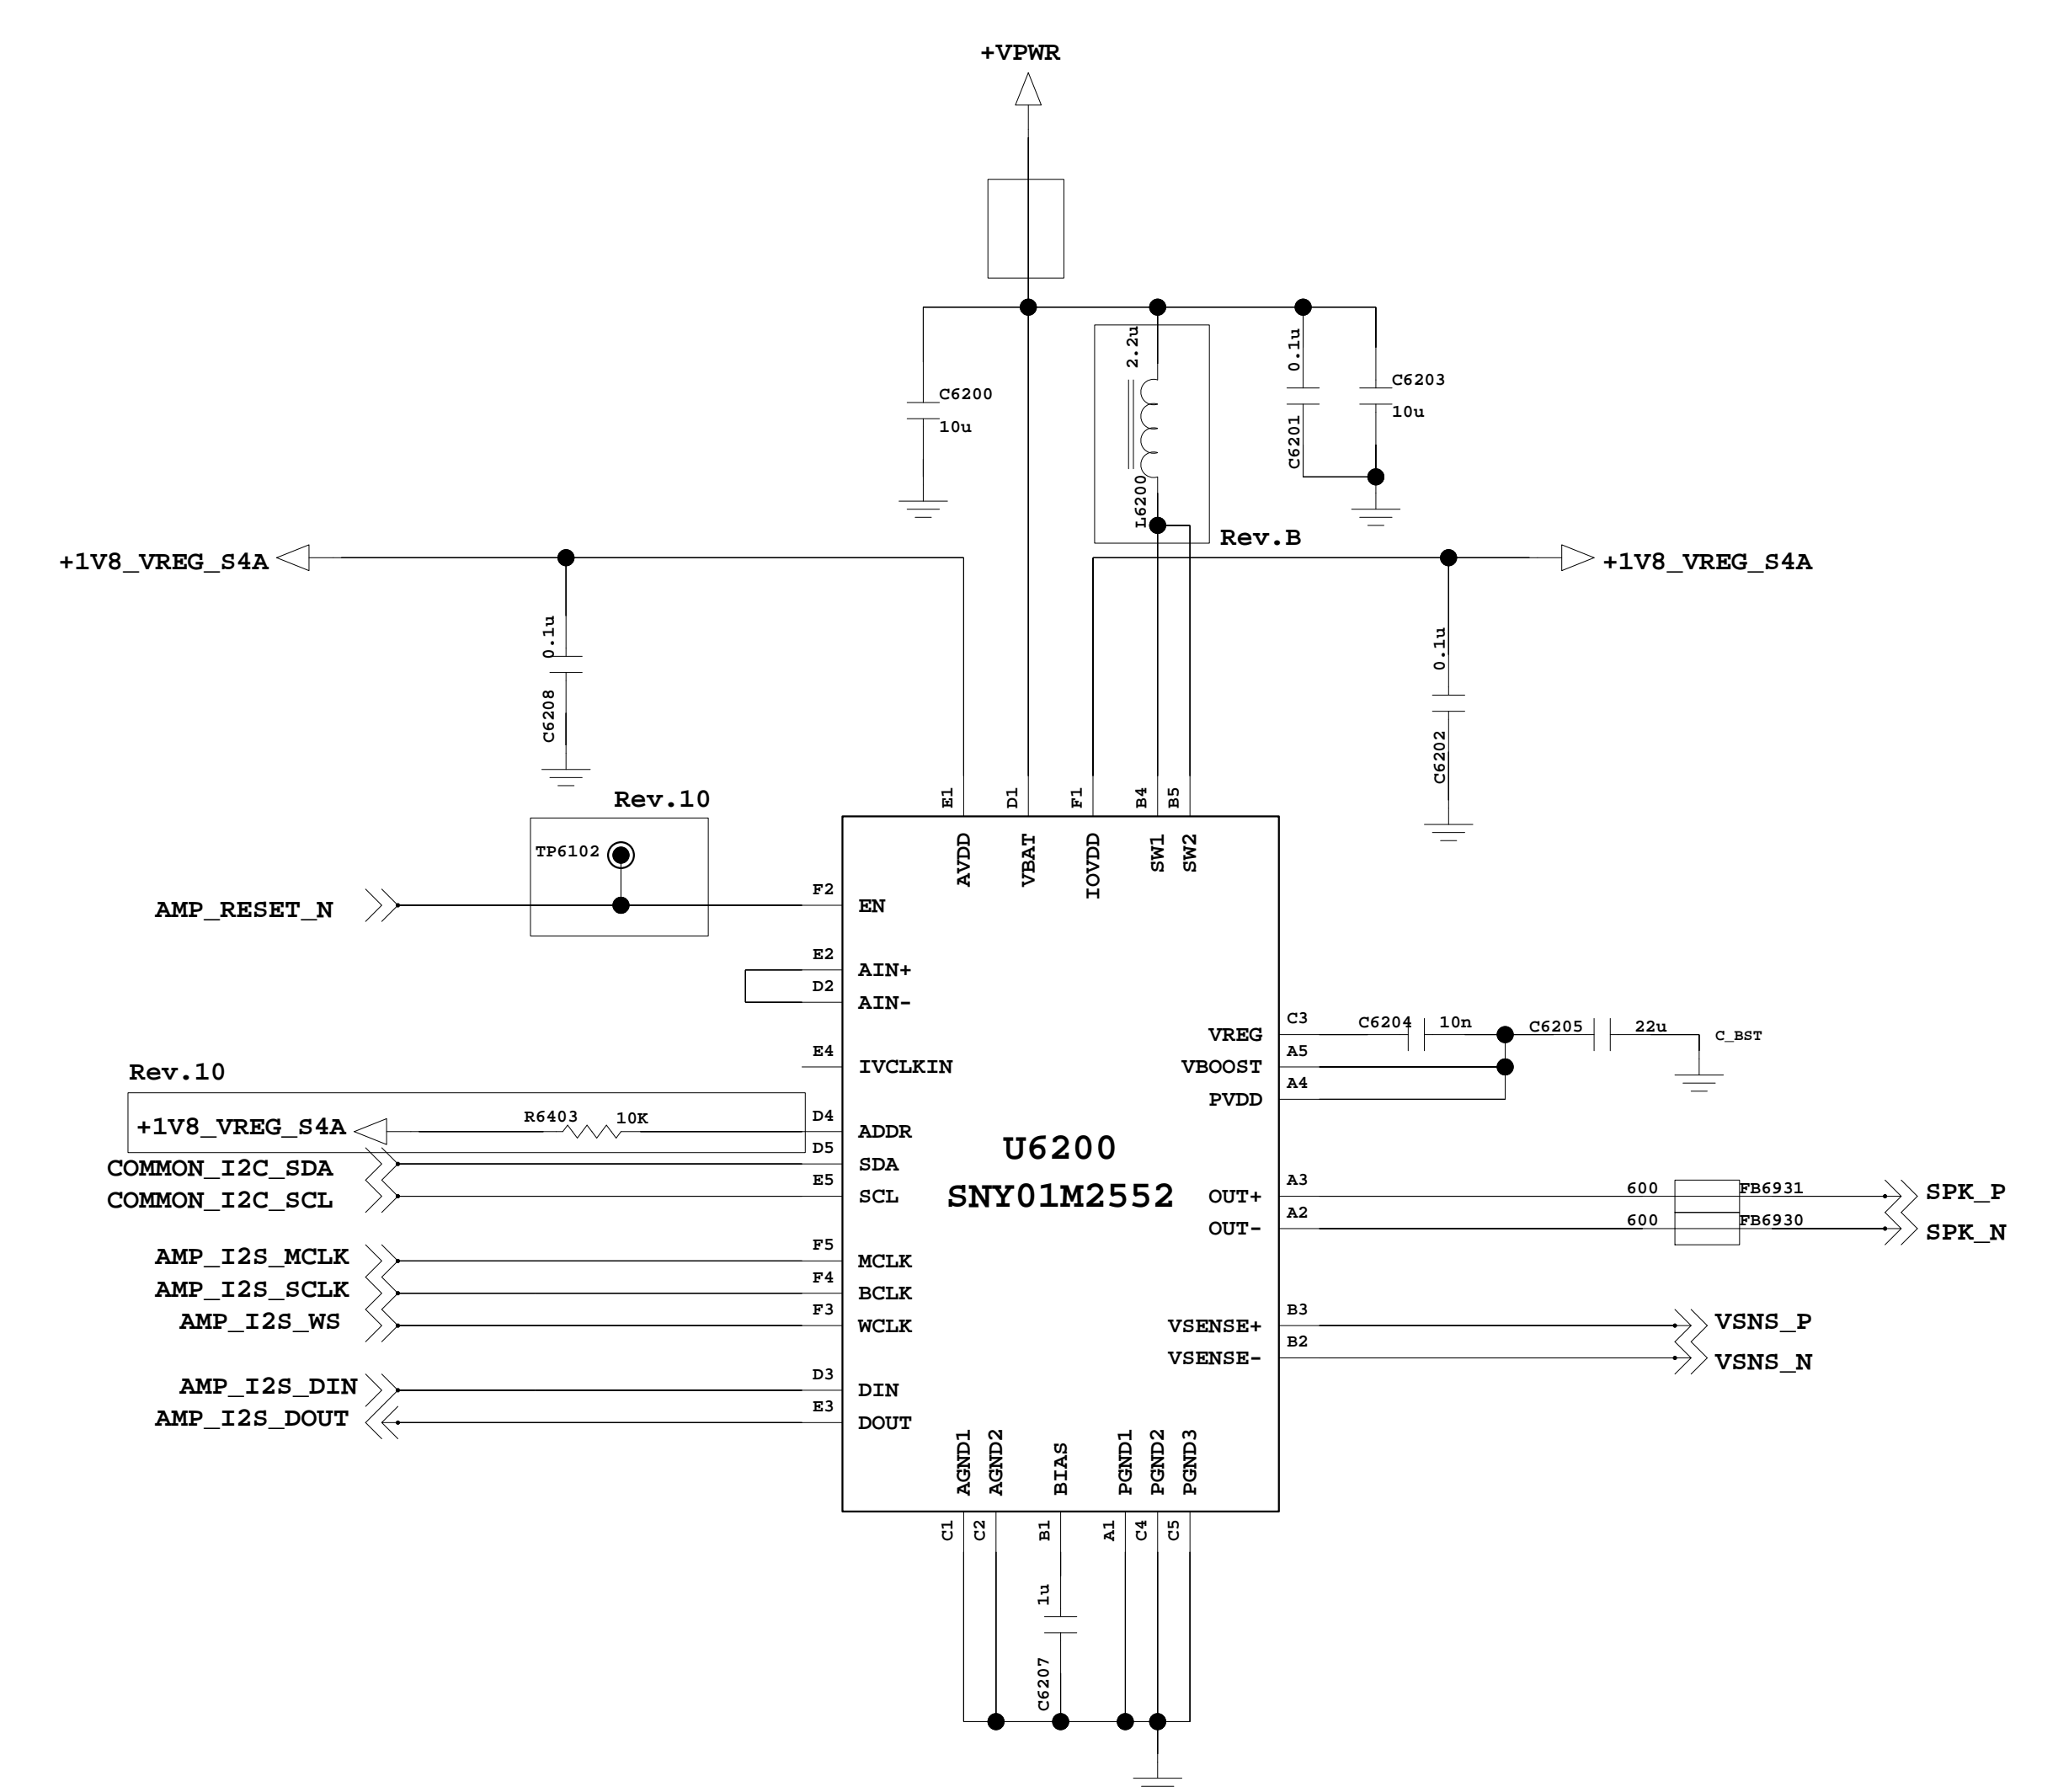 +VPWR
2.2u
0.1u
C6200
10u
C6203
10u
C6201
L6200
Rev.B
+1V8_VREG_S4A
+1V8_VREG_S4A
0.1u
C6208
0.1u
C6202
Rev.10
TP6102
E1
D1
F1
B4
B5
AVDD
VBAT
IOVDD
SW1
SW2
AMP_RESET_N
F2
EN
E2
AIN+
D2
AIN-
E4
IVCLKIN
C3
VREG
C6204
10n
C6205
22u
C_BST
A5
VBOOST
A4
PVDD
Rev.10
+1V8_VREG_S4A
R6403
10K
D4
ADDR
COMMON_I2C_SDA
D5
SDA
COMMON_I2C_SCL
E5
SCL
U6200
SNY01M2552
OUT+
A3
600
FB6931
SPK_P
OUT-
A2
600
FB6930
SPK_N
AMP_I2S_MCLK
F5
MCLK
AMP_I2S_SCLK
F4
BCLK
AMP_I2S_WS
F3
WCLK
VSENSE+
B3
VSNS_P
VSENSE-
B2
VSNS_N
AMP_I2S_DIN
D3
DIN
AMP_I2S_DOUT
E3
DOUT
AGND1
AGND2
BIAS
PGND1
PGND2
PGND3
C1
C2
B1
A1
C4
C5
1u
C6207